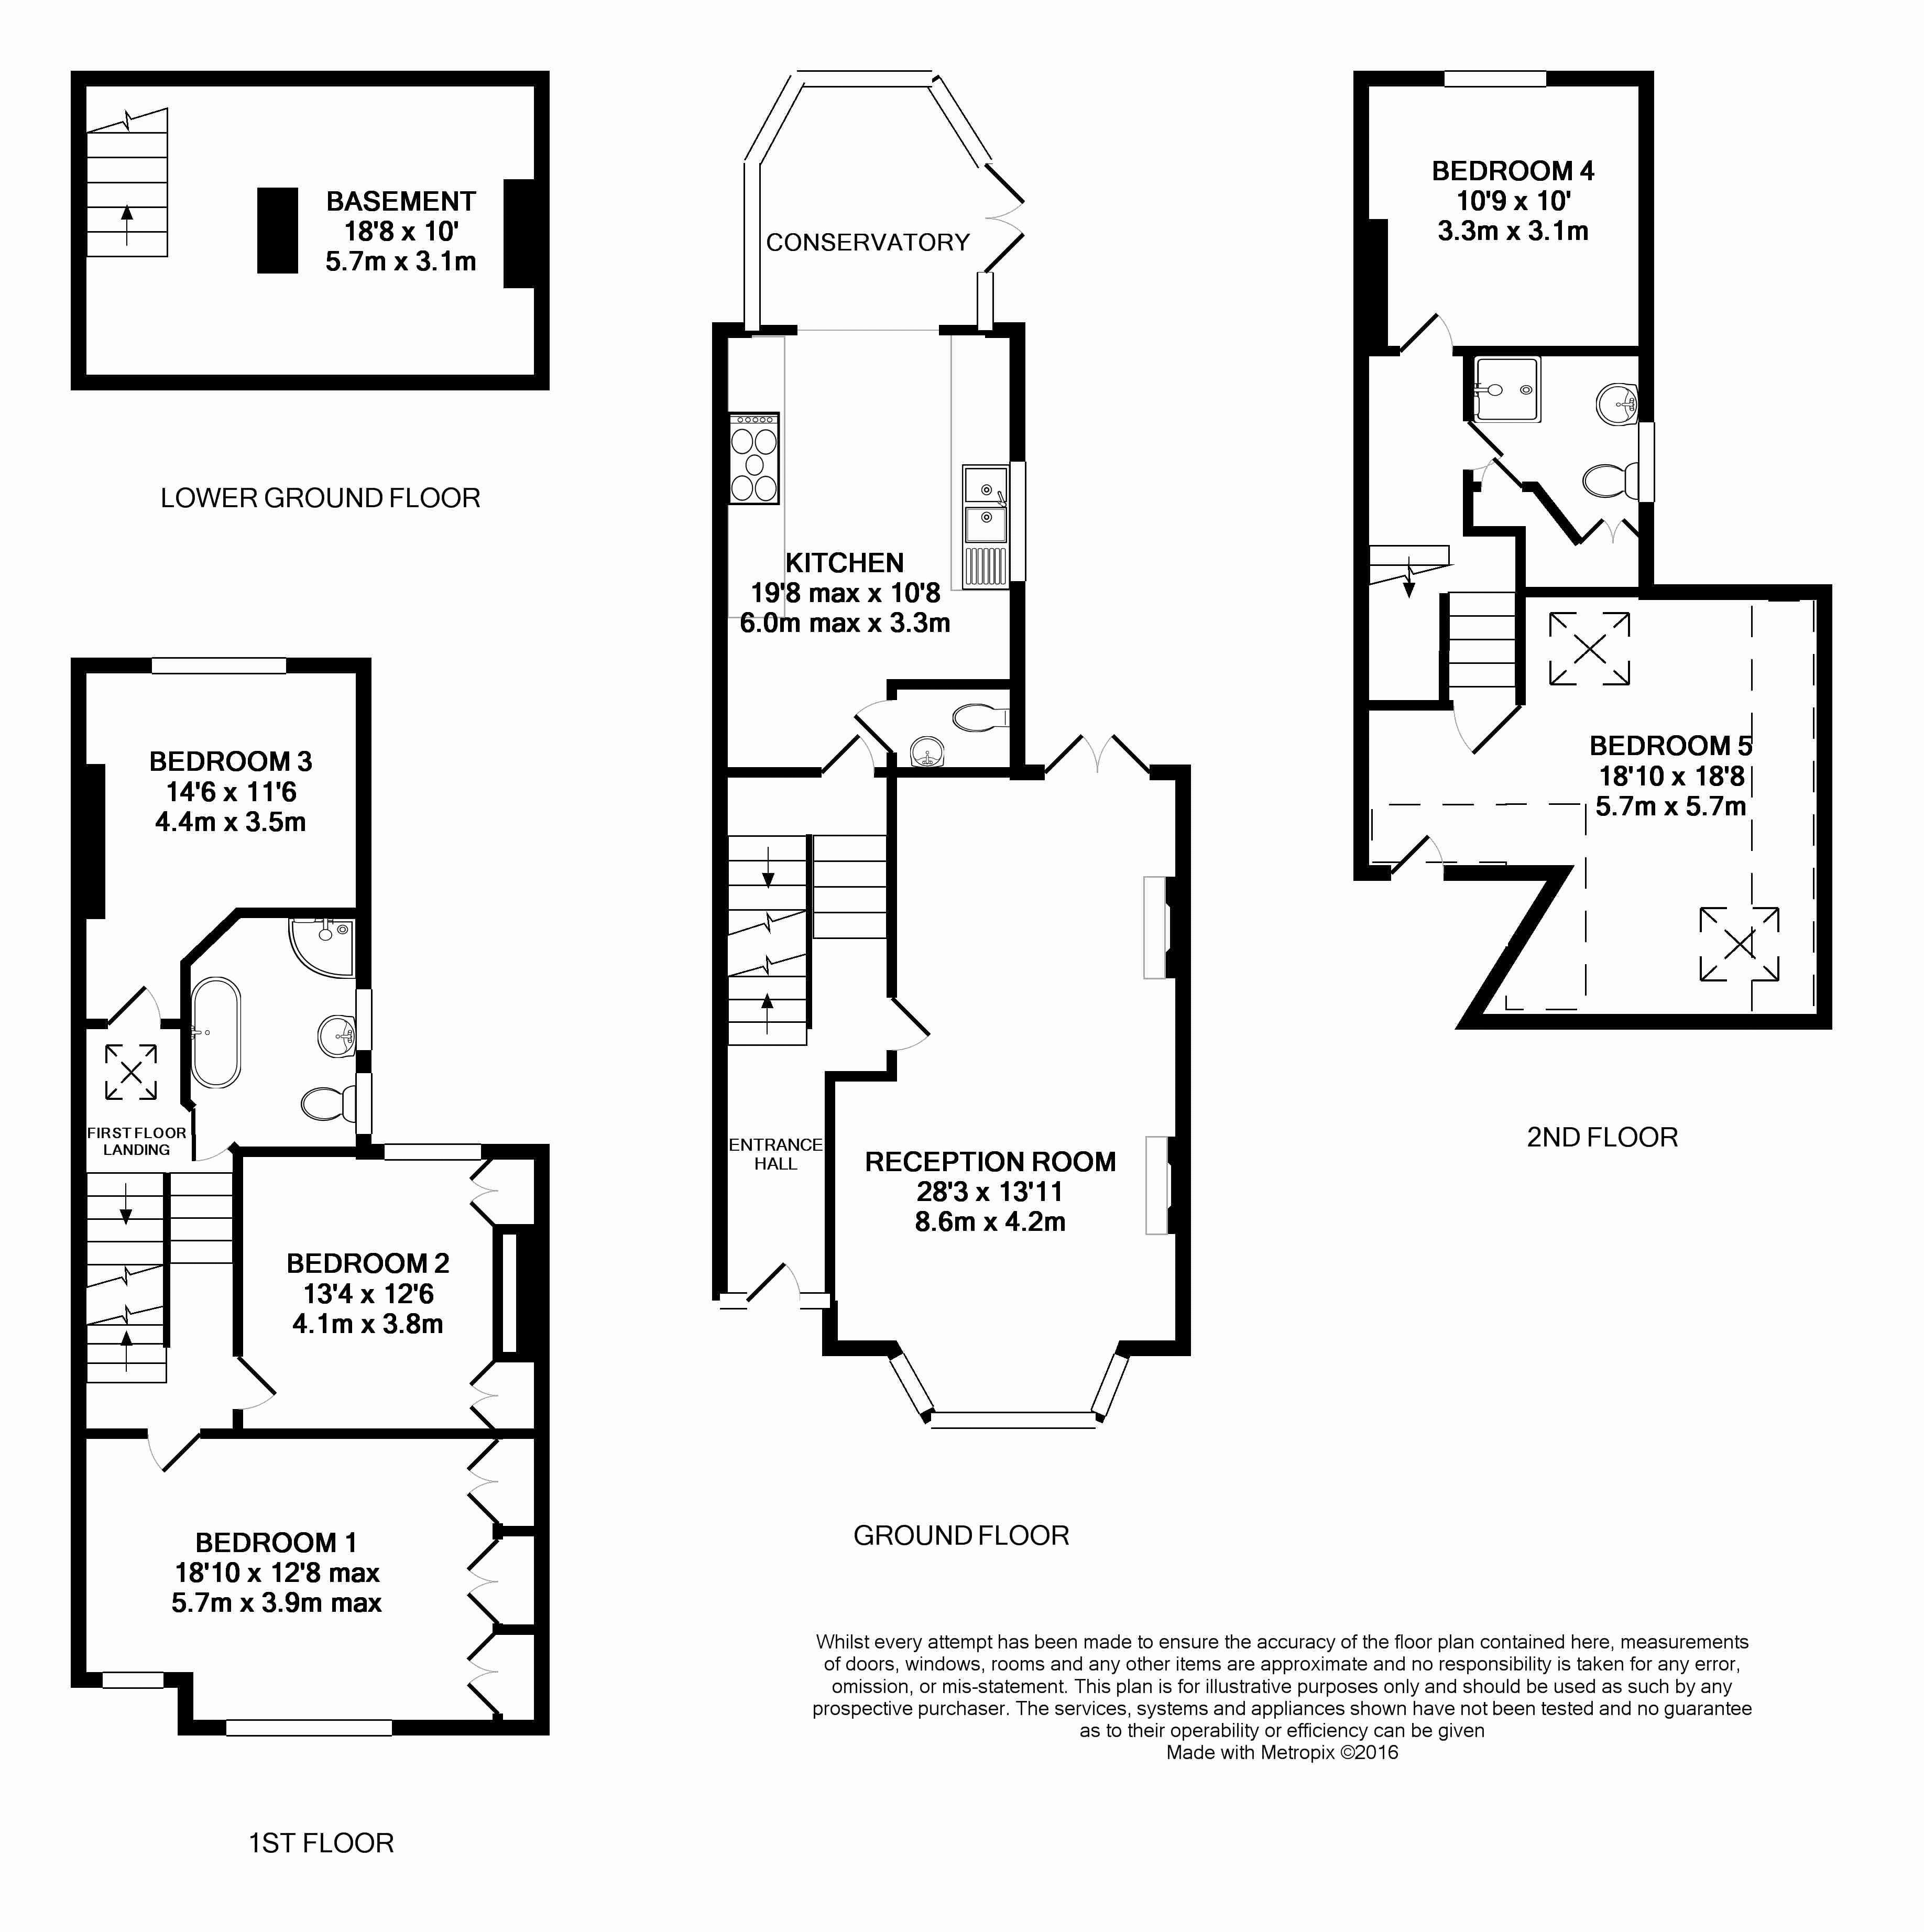 BASEMENT
18'8 x 10'
5.7m x 3.1m
LOWER GROUND FLOOR
CONSERVATORY
KITCHEN
19'8 max x 10'8
6.0m max x 3.3m
ENTRANCE
HALL
RECEPTION ROOM
28'3 x 13'11
8.6m x 4.2m
GROUND FLOOR
BEDROOM 4
10'9 x 10'
3.3m x 3.1m
BEDROOM 5
18'10 x 18'8
5.7m x 5.7m
2ND FLOOR
BEDROOM 3
14'6 x 11'6
4.4m x 3.5m
FIRST FLOOR
LANDING
BEDROOM 2
13'4 x 12'6
4.1m x 3.8m
BEDROOM 1
18'10 x 12'8 max
5.7m x 3.9m max
1ST FLOOR
Whilst every attempt has been made to ensure the accuracy of the floor plan contained here, measurements
of doors, windows, rooms and any other items are approximate and no responsibility is taken for any error,
omission, or mis-statement. This plan is for illustrative purposes only and should be used as such by any
prospective purchaser. The services, systems and appliances shown have not been tested and no guarantee
as to their operability or efficiency can be given
Made with Metropix ©2016